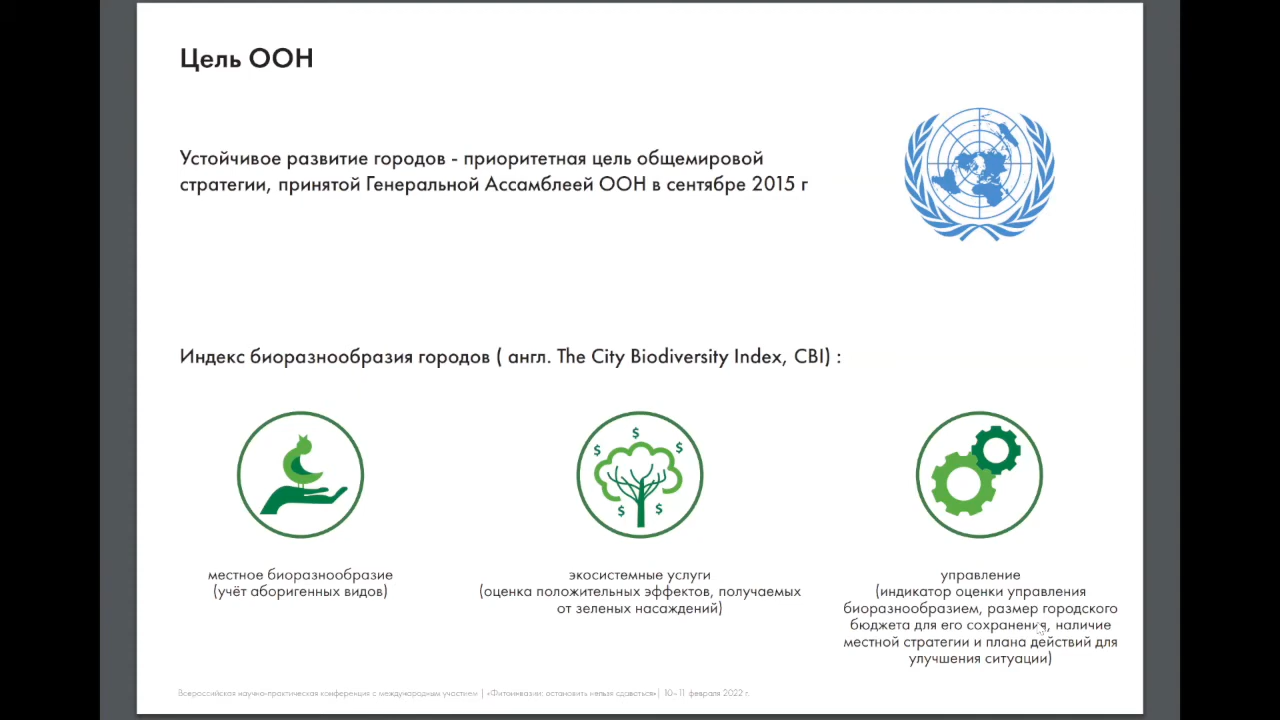 Цель ООН
Устойчивое развитие городов - приоритетная цель общемировой
стратегии, принятой Генеральной Ассамблеей ООН в сентябре 2015 г
Индекс биоразнообразия городов ( англ. The City Biodiversity Index, CBI) :
$ $ $
$ $
местное биоразнообразие
(учёт аборигенных видов)
экосистемные услуги
(оценка положительных эффектов, получаемых
от зеленых насаждений)
управление
(индикатор оценки управления
биоразнообразием, размер городского
бюджета для его сохранения, наличие
местной стратегии и плана действий для
улучшения ситуации)
Всероссийская научно-практическая конференция с международным участием | «Фитоинвазии: остановить нельзя сдаваться» | 10–11 февраля 2022 г.